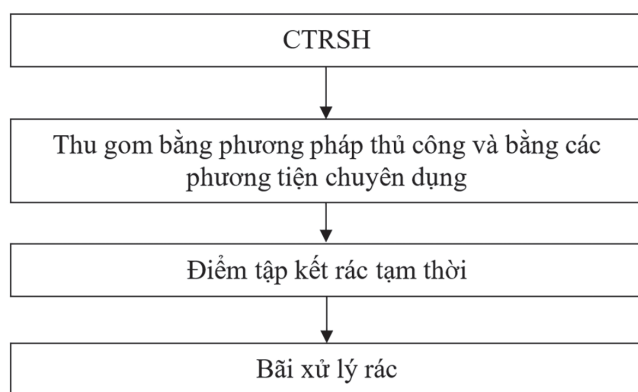 CTRSH
Thu gom bằng phương pháp thủ công và bằng các
phương tiện chuyên dụng
Điểm tập kết rác tạm thời
Bãi xử lý rác